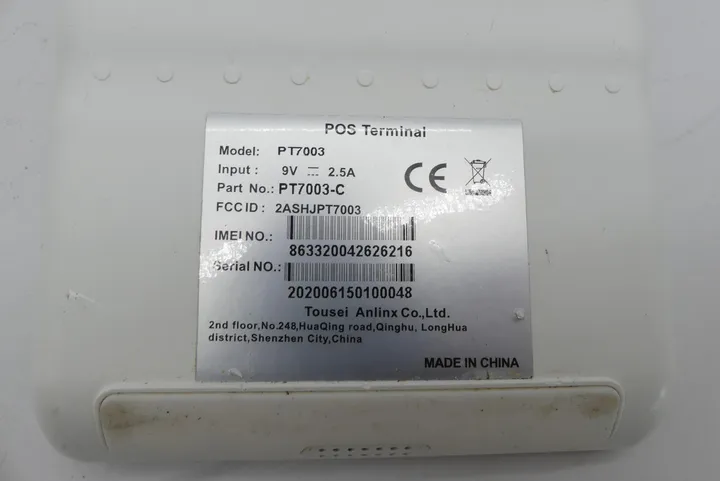 POS Terminal
Model: PT7003
Input : 9V ⎓ 2.5A
Part No.: PT7003-C
FCC ID : 2ASHJPT7003
IMEI NO.:
863320042626216
Serial NO.:
202006150100048
Tousei Anlinx Co.,Ltd.
2nd floor,No.248,HuaQing road,Qinghu, LongHua
district,Shenzhen City,China
MADE IN CHINA
CE